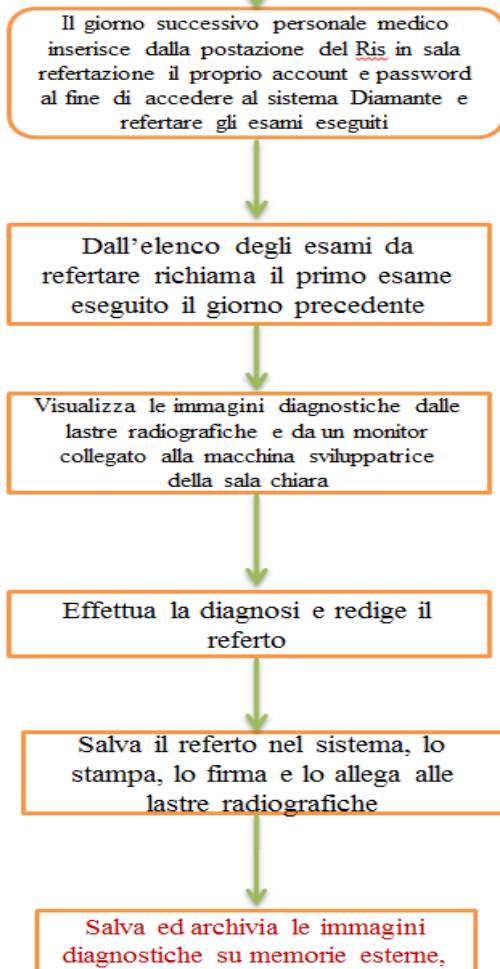 Il giorno successivo personale medico
inserisce dalla postazione del Ris in sala
refertazione il proprio account e password
al fine di accedere al sistema Diamante e
refertare gli esami eseguiti
Dall’elenco degli esami da
refertare richiama il primo esame
eseguito il giorno precedente
Visualizza le immagini diagnostiche dalle
lastre radiografiche e da un monitor
collegato alla macchina sviluppatrice
della sala chiara
Effettua la diagnosi e redige il
referto
Salva il referto nel sistema, lo
stampa, lo firma e lo allega alle
lastre radiografiche
Salva ed archivia le immagini
diagnostiche su memorie esterne,